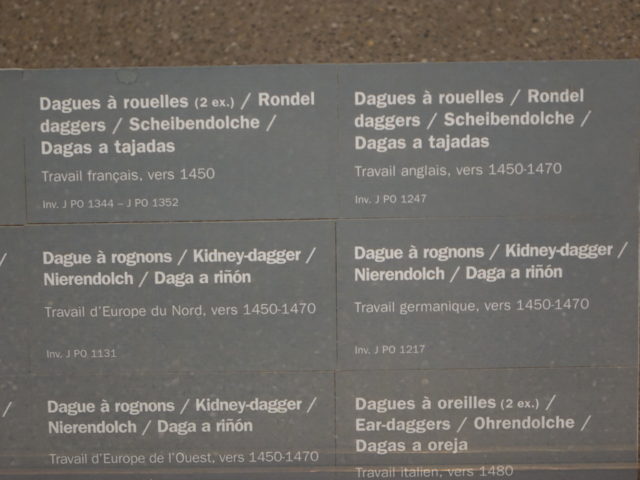 Dagues à rouelles (2 ex.) / Rondel
daggers / Scheibendolche /
Dagas a tajadas
Travail français, vers 1450
Inv. J PO 1344 – J PO 1352
Dagues à rouelles / Rondel
daggers / Scheibendolche /
Dagas a tajadas
Travail anglais, vers 1450-1470
Inv. J PO 1247
/
Dague à rognons / Kidney-dagger /
Nierendolch / Daga a riñón
Travail d'Europe du Nord, vers 1450-1470
Inv. J PO 1131
Dague à rognons / Kidney-dagger /
Nierendolch / Daga a riñón
Travail germanique, vers 1450-1470
Inv. J PO 1217
/
Dague à rognons / Kidney-dagger /
Nierendolch / Daga a riñón
Travail d'Europe de l'Ouest, vers 1450-1470
Dagues à oreilles (2 ex.) /
Ear-daggers / Ohrendolche /
Dagas a oreja
Travail italien, vers 1480